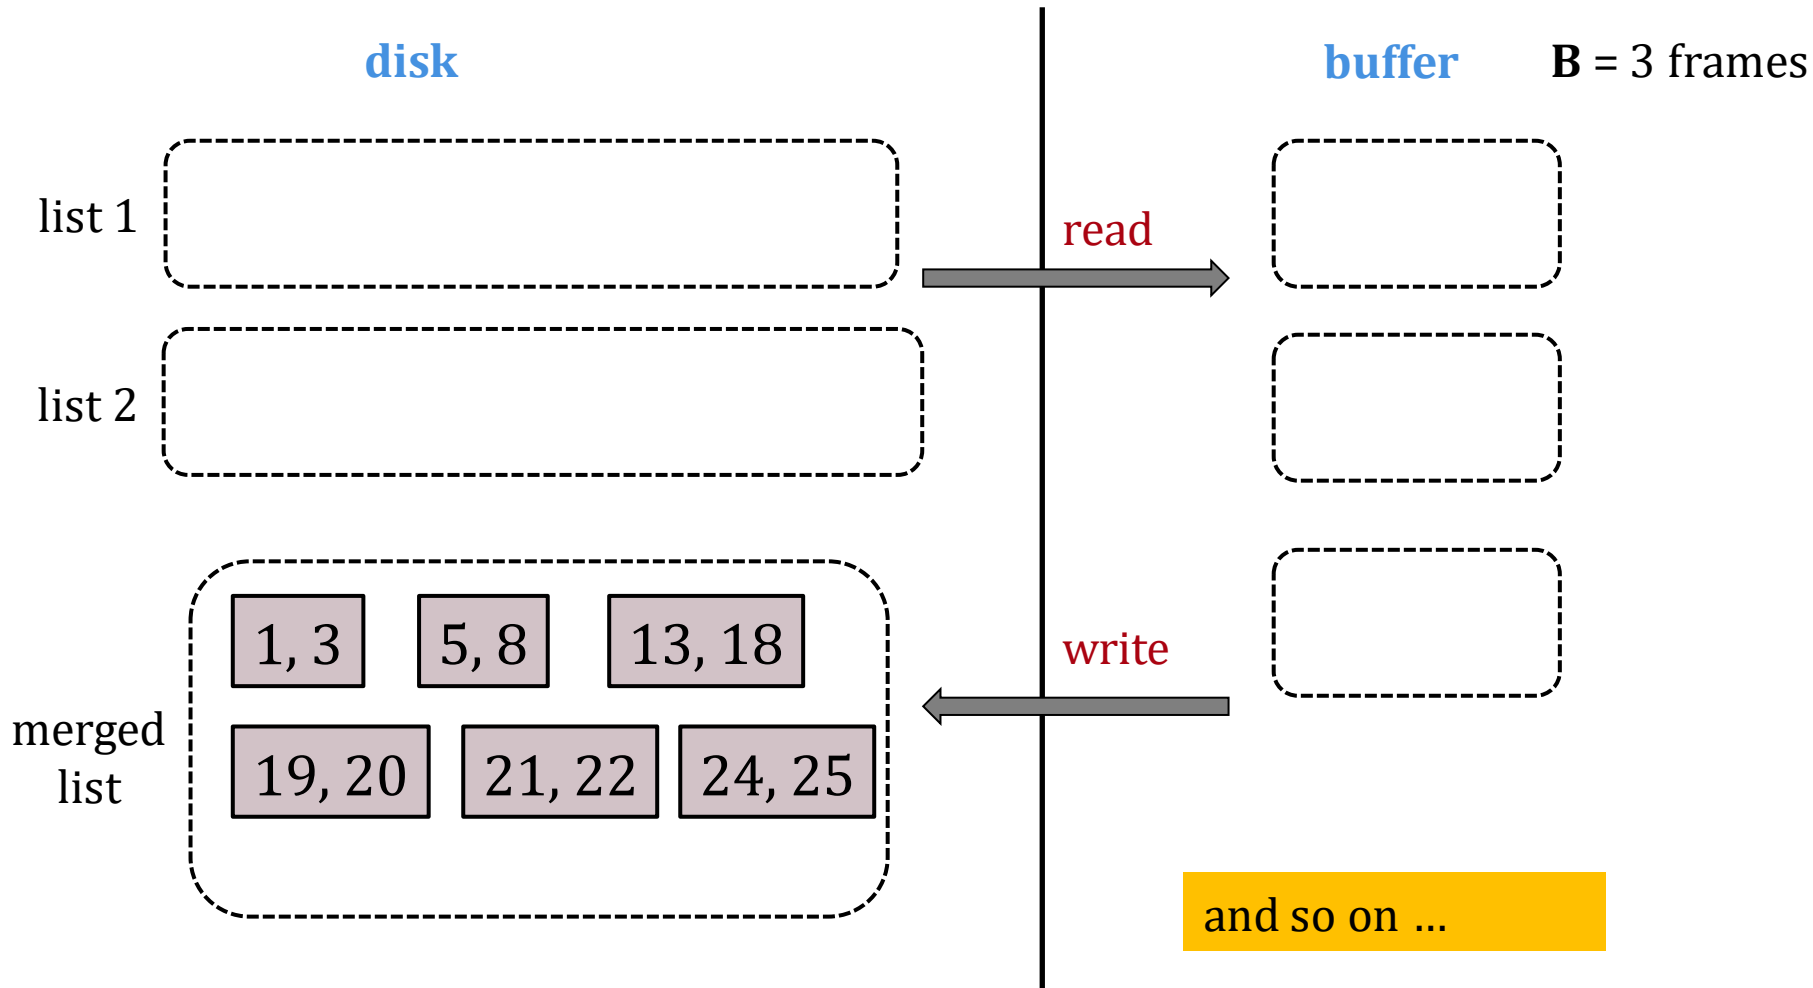 disk
buffer
B = 3 frames
list 1
read
list 2
1, 3
5, 8
13, 18
write
merged
list
19, 20
21, 22
24, 25
and so on ...